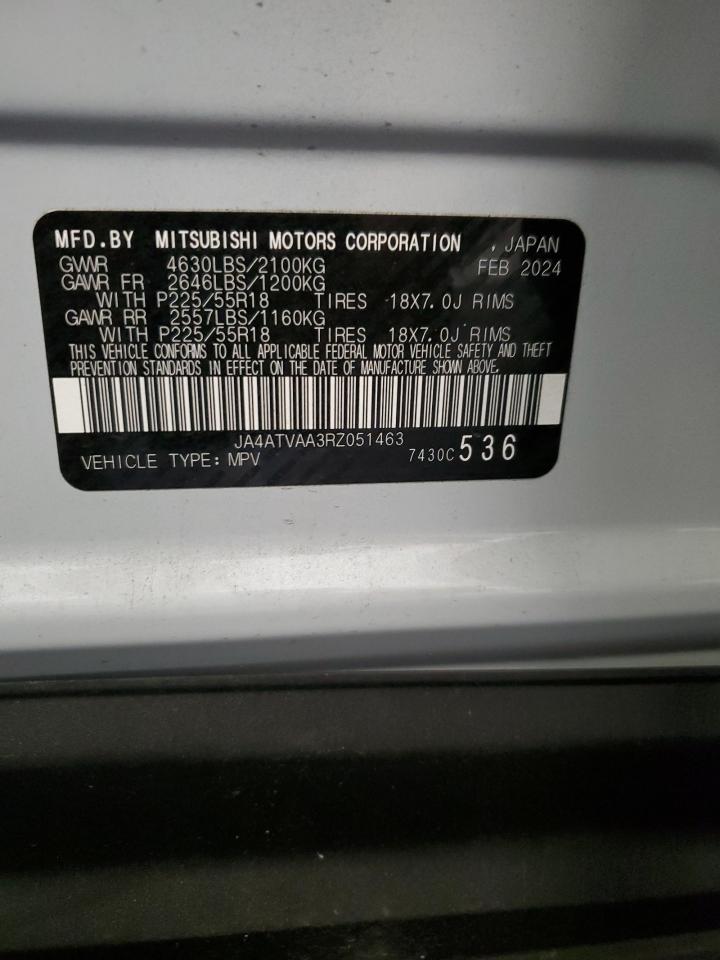 MFD.BY MITSUBISHI MOTORS CORPORATION , JAPAN
GWWR 4630LBS/2100KG FEB 2024
GAWR FR 2646LBS/1200KG
WITH P225/55R18 TIRES 18X7.0J RIMS
GAWR RR 2557LBS/1160KG
WITH P225/55R18 TIRES 18X7.0J RIMS
THIS VEHICLE CONFORMS TO ALL APPLICABLE FEDERAL MOTOR VEHICLE SAFETY AND THEFT
PREVENTION STANDARDS IN EFFECT ON THE DATE OF MANUFACTURE SHOWN ABOVE.
JA4ATVAA3RZ051463
VEHICLE TYPE: MPV 7430C 536